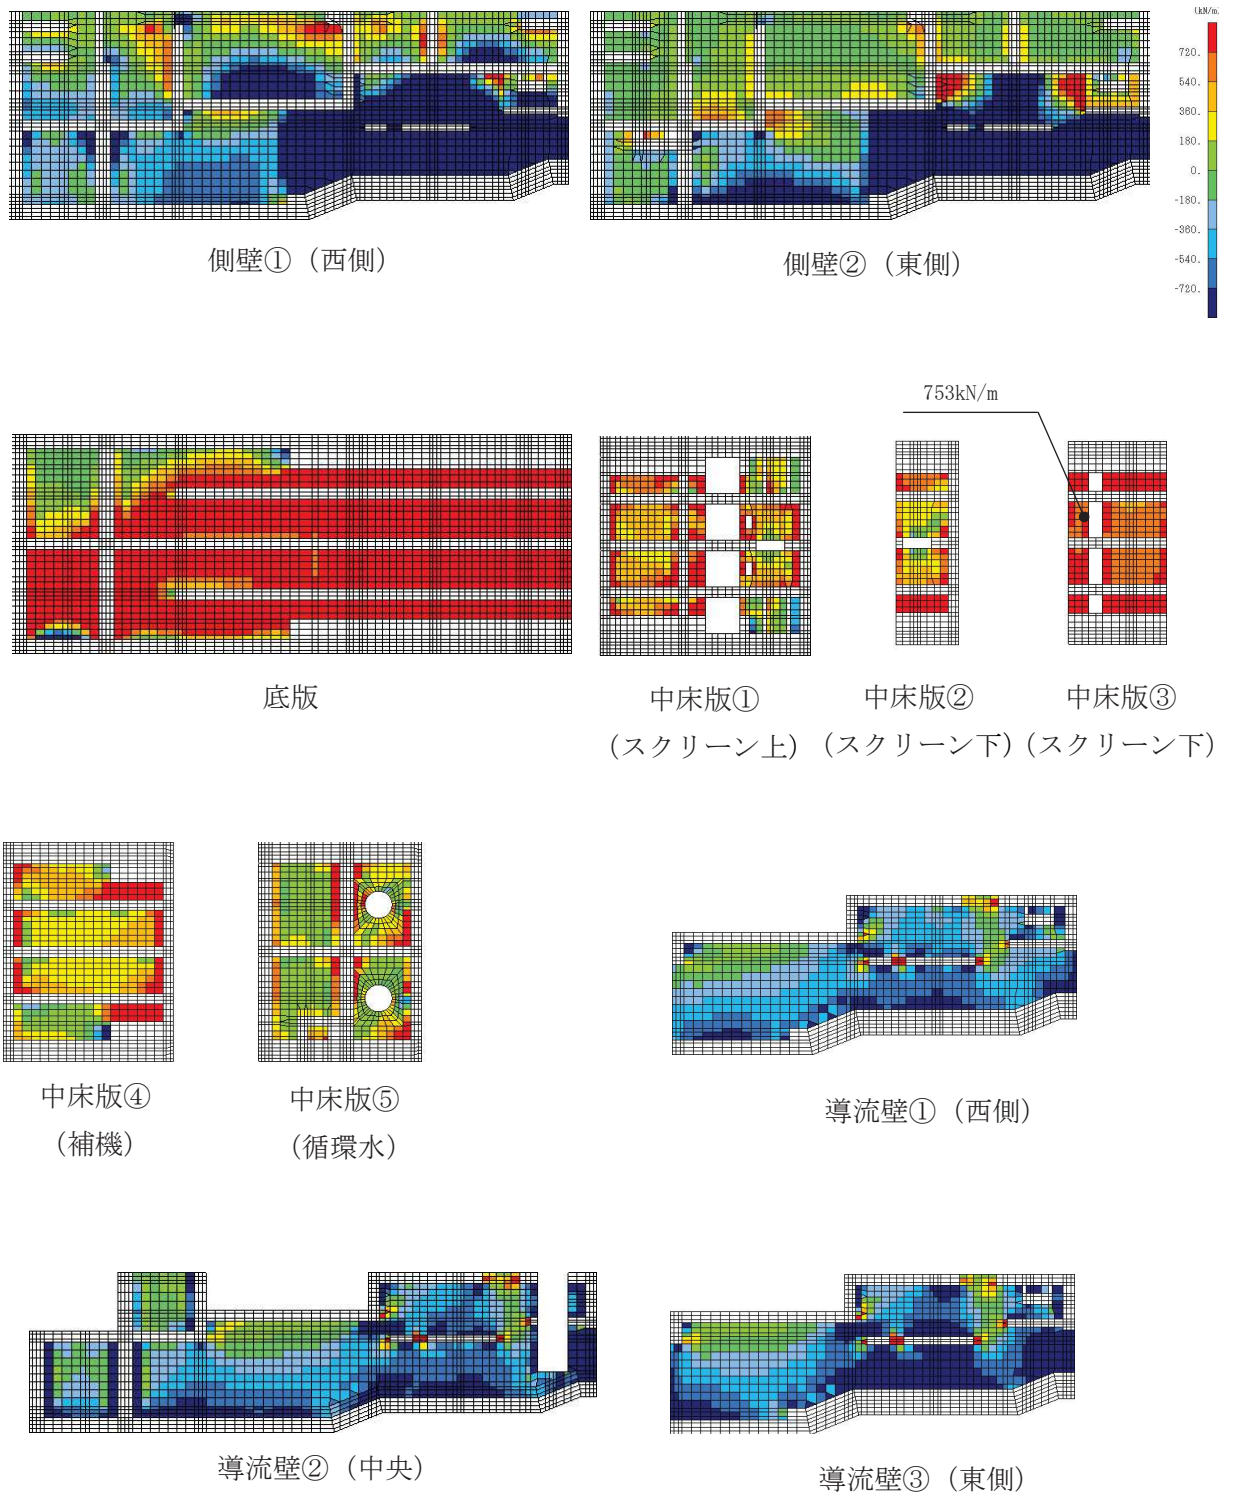 (kN/m)
720.
540.
360.
180.
0.
-180.
-360.
-540.
-720.
側壁①（西側）
側壁②（東側）
753kN/m
底版
中床版①
（スクリーン上）
中床版②
（スクリーン下）
中床版③
（スクリーン下）
中床版④
（補機）
中床版⑤
（循環水）
導流壁①（西側）
導流壁②（中央）
導流壁③（東側）